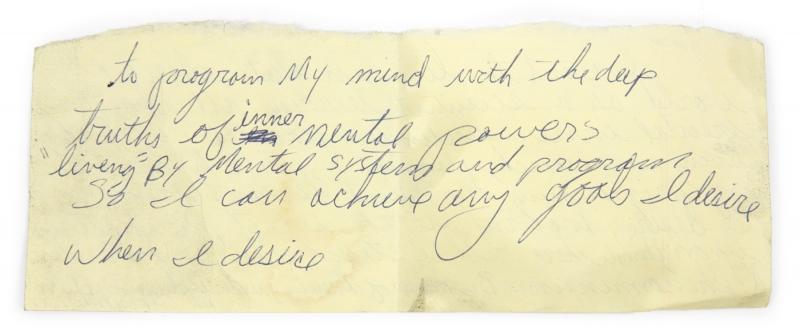 to program My mind with the deep
truths of inner mental powers
"living" By Mental system and program
So I can achieve any goals I desire
when I desire